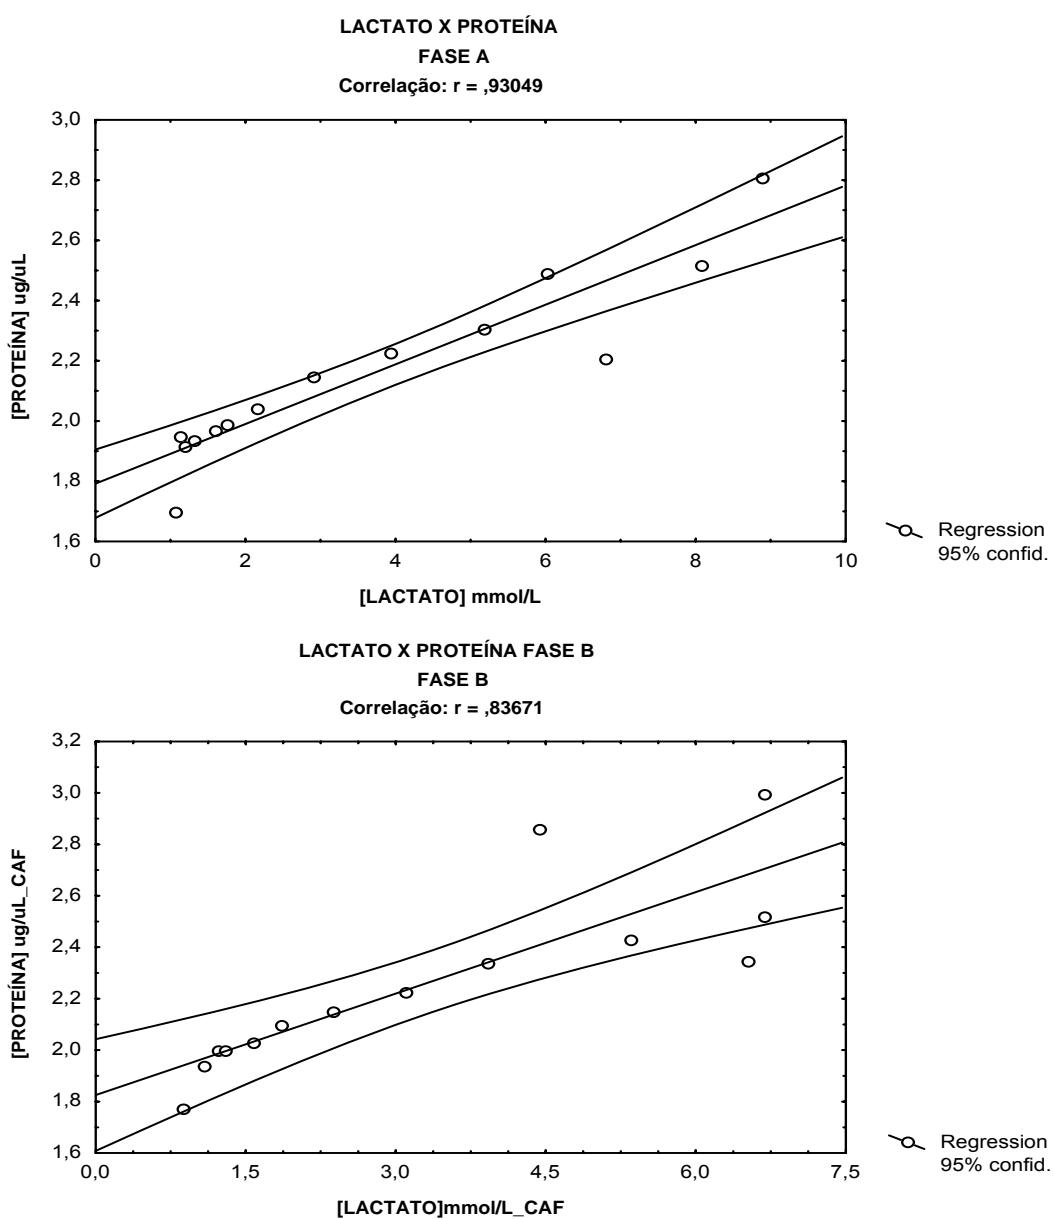 LACTATO X PROTEÍNA
FASE A
Correlação: r = ,93049
[PROTEÍNA] ug/uL
3,0
2,8
2,6
2,4
2,2
2,0
1,8
1,6
0 2 4 6 8 10
[LACTATO] mmol/L
Regression
95% confid.
LACTATO X PROTEÍNA FASE B
FASE B
Correlação: r = ,83671
[PROTEÍNA] ug/uL_CAF
3,2
3,0
2,8
2,6
2,4
2,2
2,0
1,8
1,6
0,0 1,5 3,0 4,5 6,0 7,5
[LACTATO]mmol/L_CAF
Regression
95% confid.